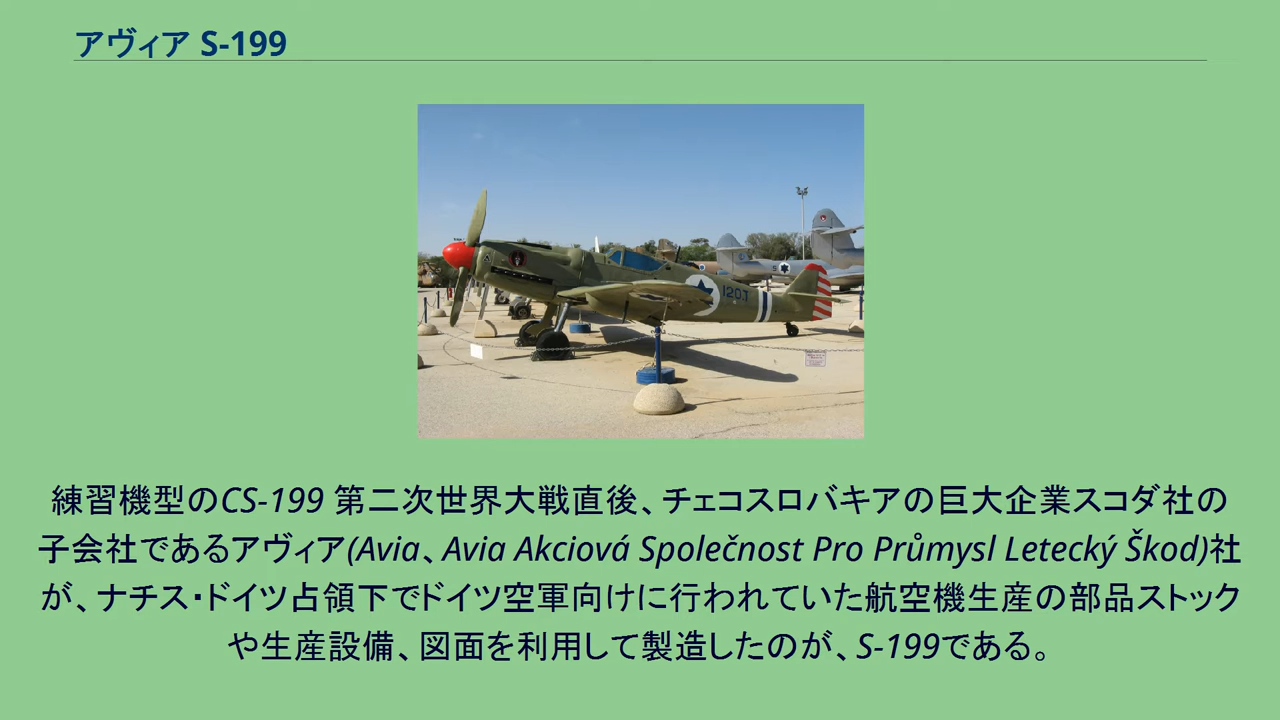 アヴィア S-199
120.T
練習機型のCS-199 第二次世界大戦直後、チェコスロバキアの巨大企業スコダ社の
子会社であるアヴィア(Avia、Avia Akciová Společnost Pro Průmysl Letecký Škod)社
が、ナチス・ドイツ占領下でドイツ空軍向けに行われていた航空機生産の部品ストック
や生産設備、図面を利用して製造したのが、S-199である。